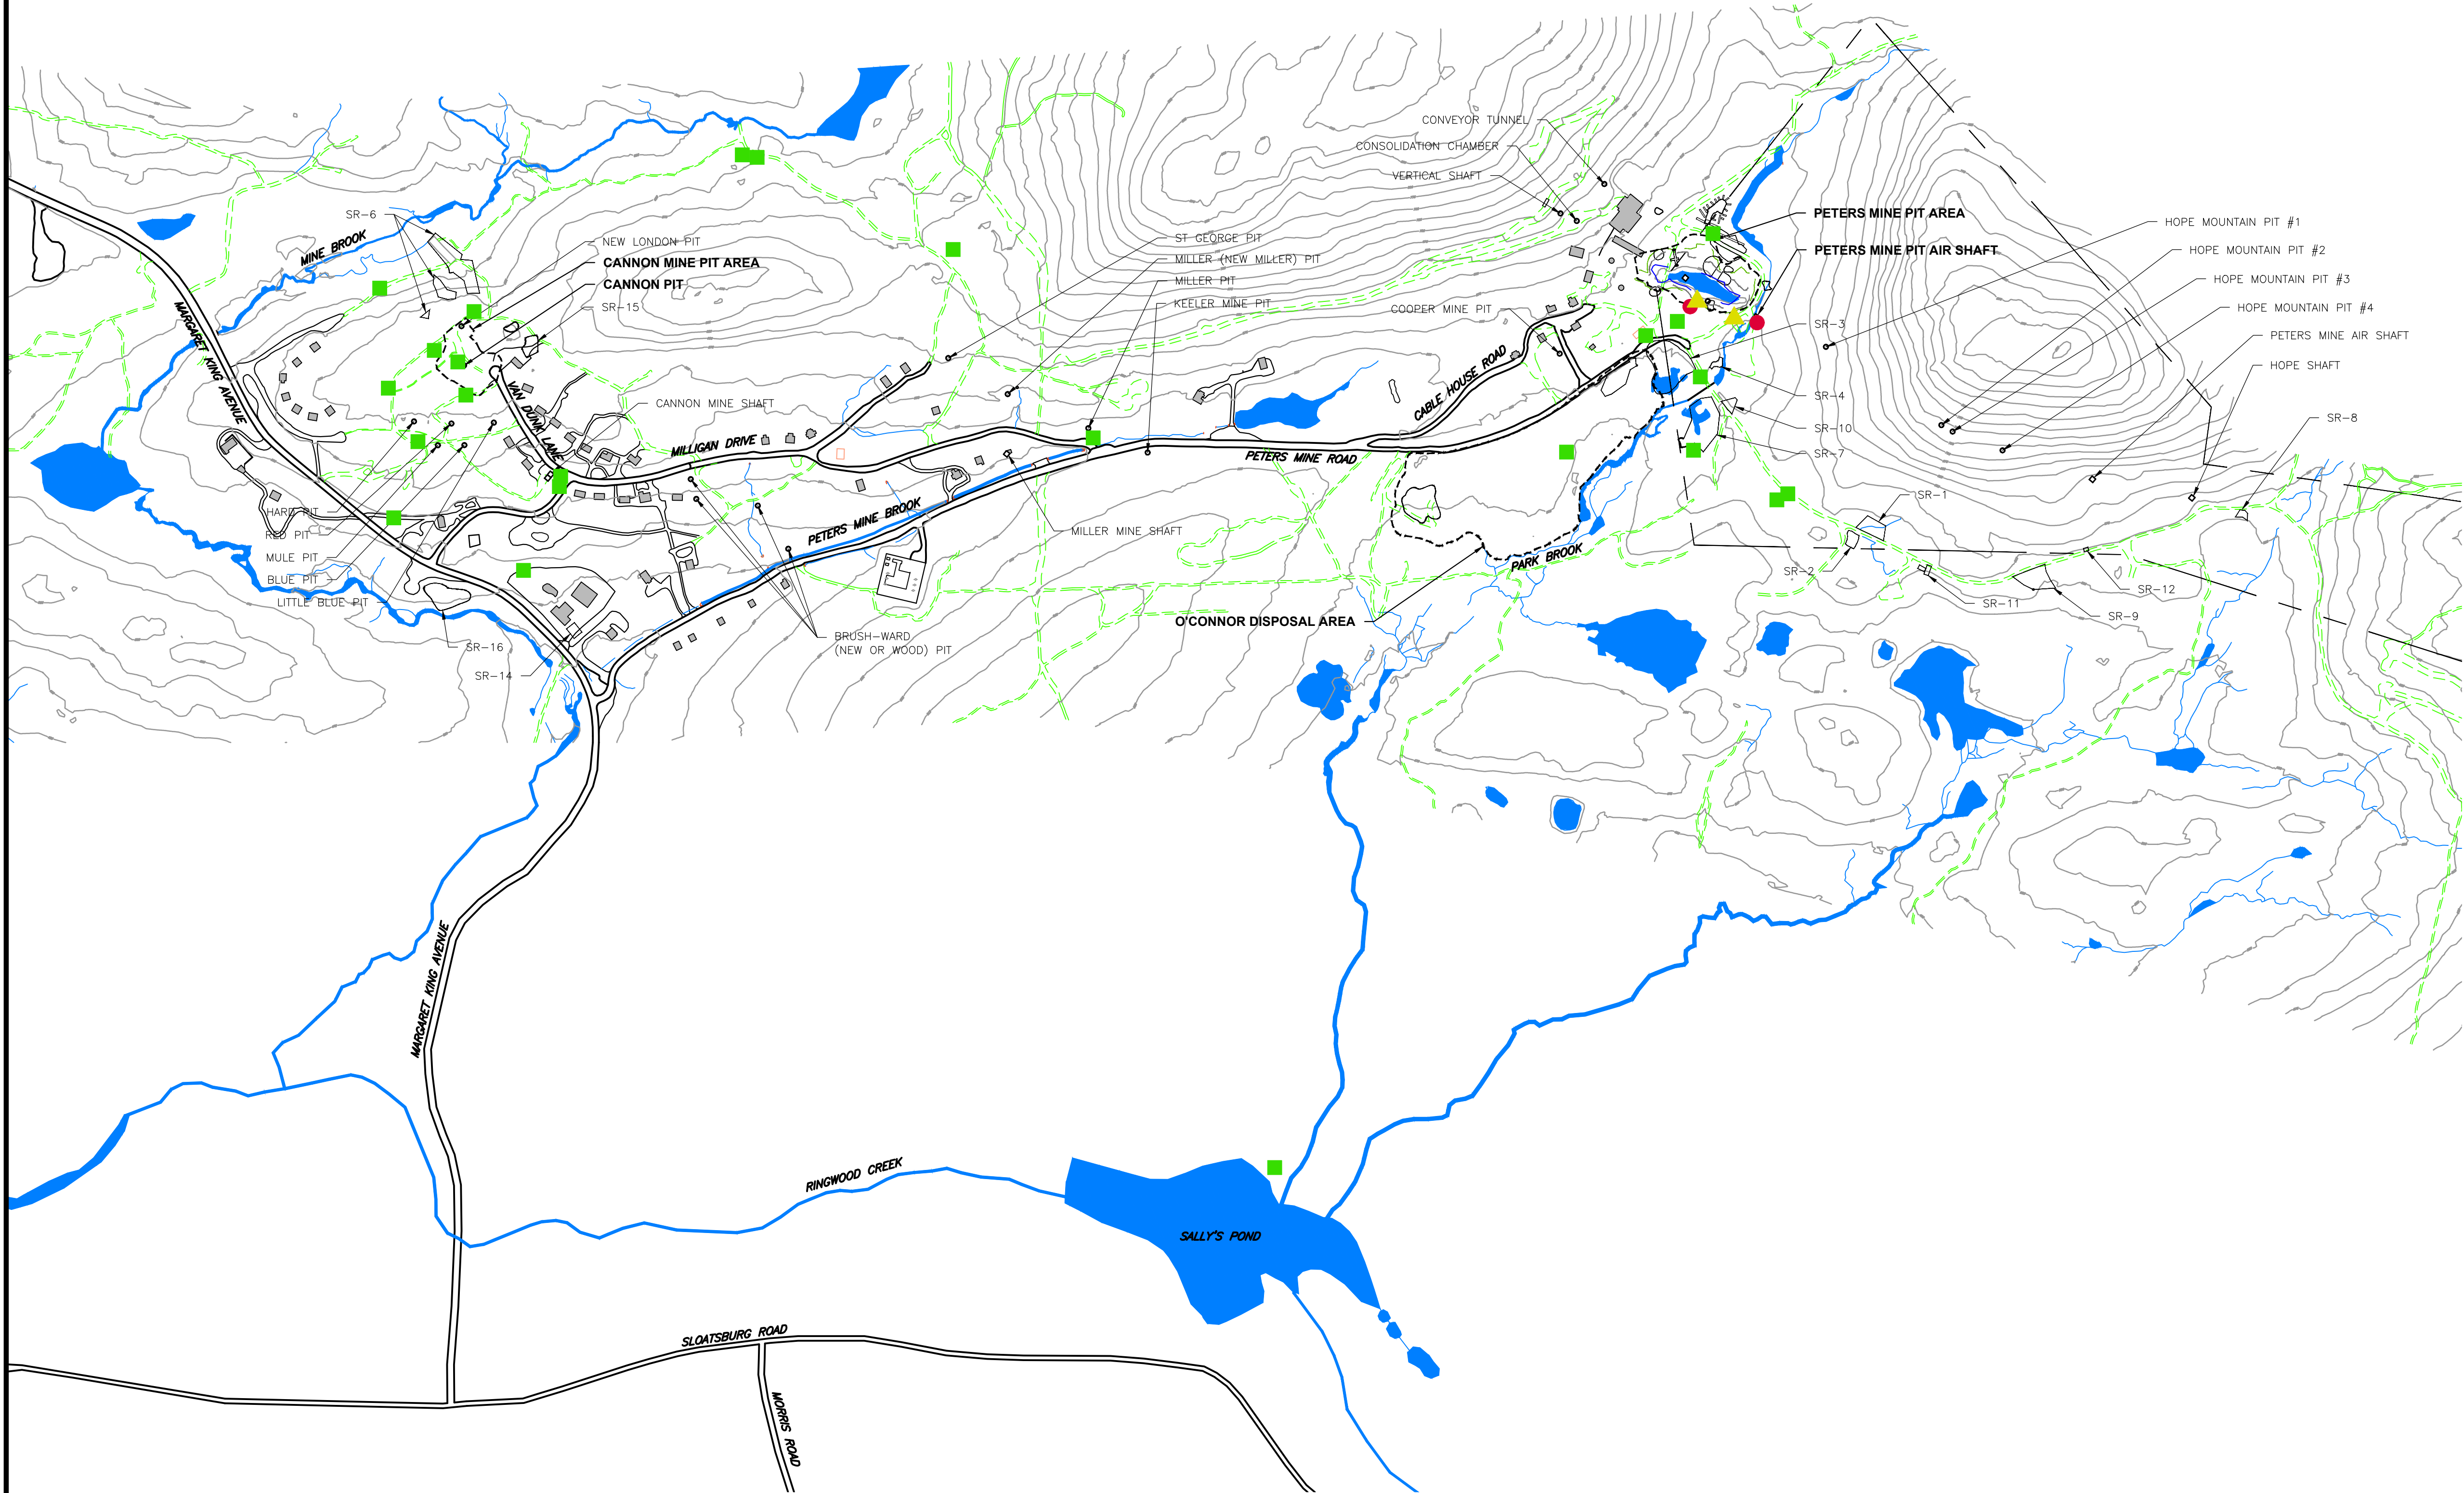 CONVEYOR TUNNEL
CONSOLIDATION CHAMBER
VERTICAL SHAFT
SR-6
MINE BROOK
NEW LONDON PIT
CANNON MINE PIT AREA
CANNON PIT
SR-15
ST GEORGE PIT
MILLER (NEW MILLER) PIT
MILLER PIT
KEELER MINE PIT
COOPER MINE PIT
PETERS MINE PIT AREA
PETERS MINE PIT AIR SHAFT
HOPE MOUNTAIN PIT #1
HOPE MOUNTAIN PIT #2
HOPE MOUNTAIN PIT #3
HOPE MOUNTAIN PIT #4
PETERS MINE AIR SHAFT
HOPE SHAFT
SR-8
SR-3
SR-4
SR-10
SR-7
MARGARET KING AVENUE
VAN DUNK LANE
CANNON MINE SHAFT
MILLIGAN DRIVE
CABLE HOUSE ROAD
PETERS MINE ROAD
HARD PIT
RED PIT
MULE PIT
BLUE PIT
LITTLE BLUE PIT
PETERS MINE BROOK
MILLER MINE SHAFT
SR-1
SR-2
SR-11
SR-12
SR-9
PARK BROOK
O'CONNOR DISPOSAL AREA
BRUSH-WARD
(NEW OR WOOD) PIT
SR-16
SR-14
MARGARET KING AVENUE
RINGWOOD CREEK
SALLY'S POND
SLOATSBURG ROAD
MORRIS ROAD